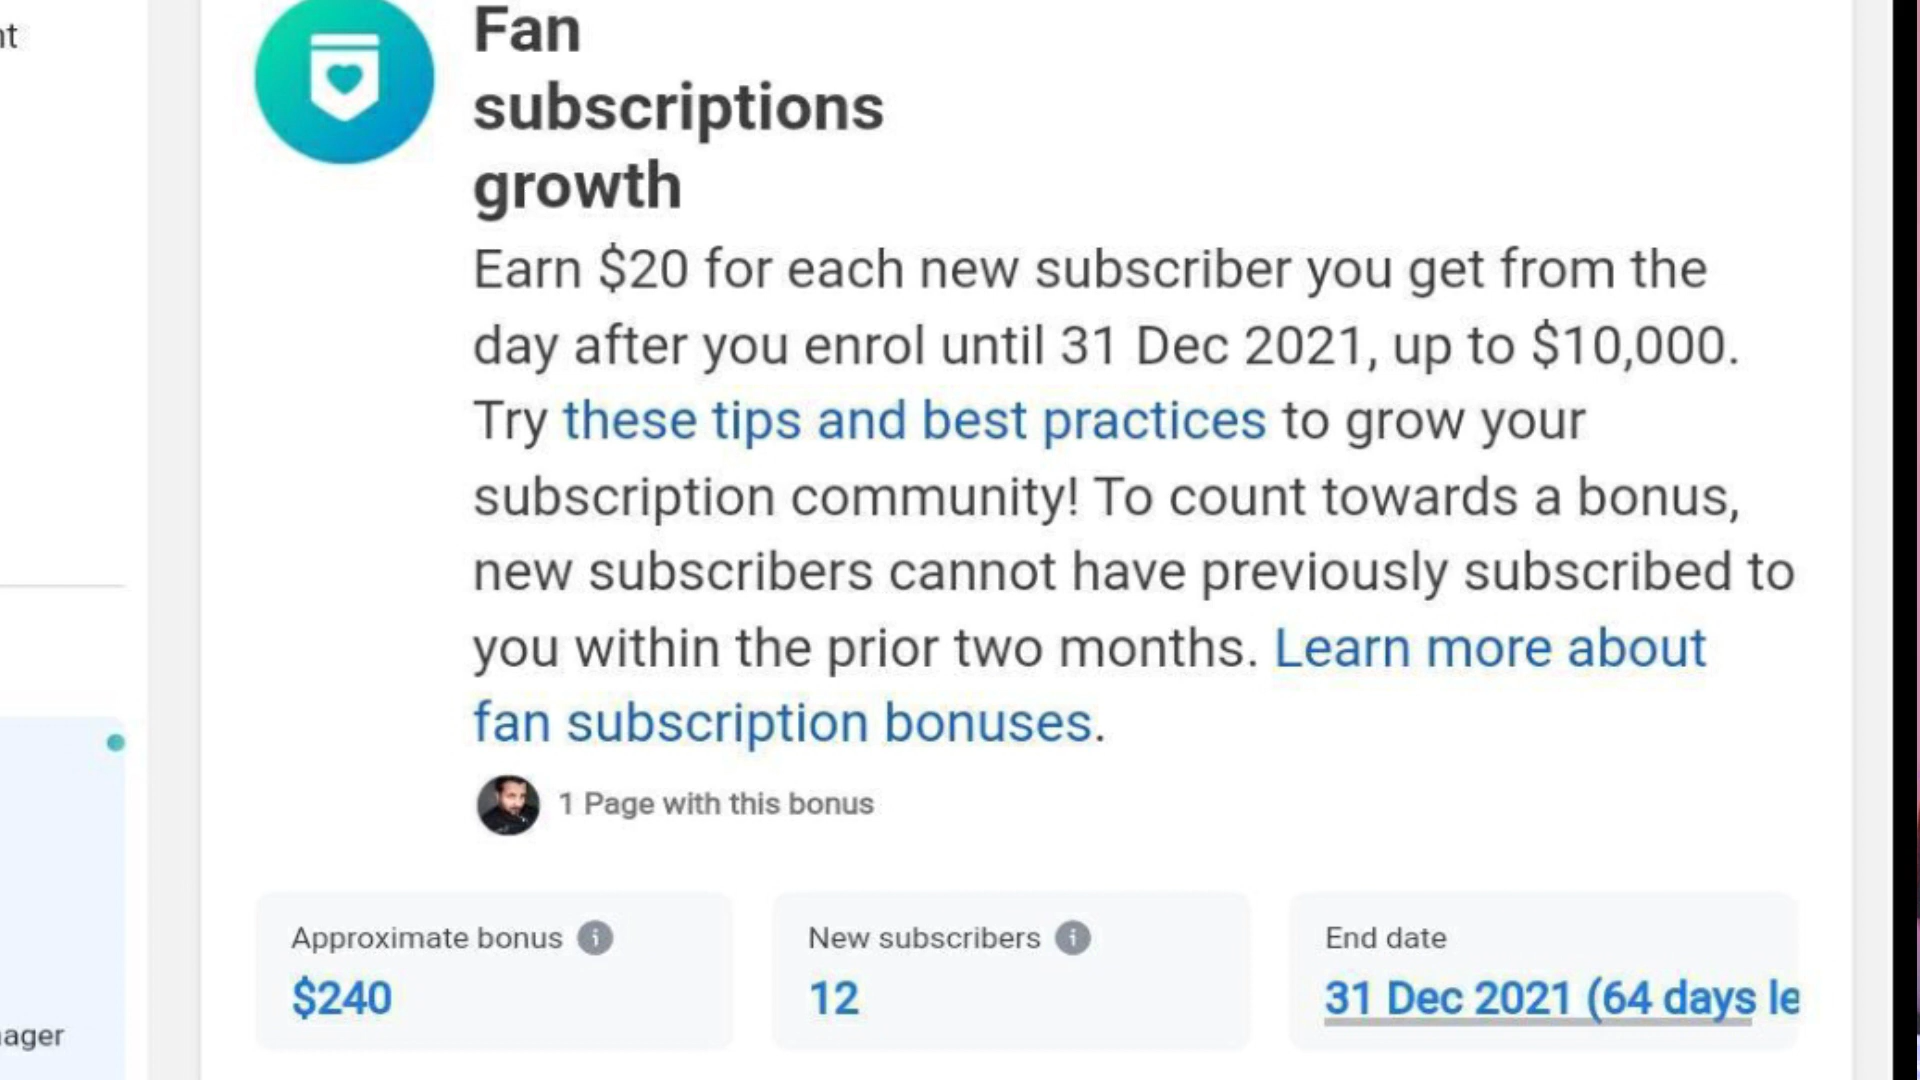 nt
Fan
subscriptions
growth
Earn $20 for each new subscriber you get from the
day after you enrol until 31 Dec 2021, up to $10,000.
Try these tips and best practices to grow your
subscription community! To count towards a bonus,
new subscribers cannot have previously subscribed to
you within the prior two months. Learn more about
fan subscription bonuses.
1 Page with this bonus
Approximate bonus
$240
New subscribers
12
End date
31 Dec 2021 (64 days le
nager